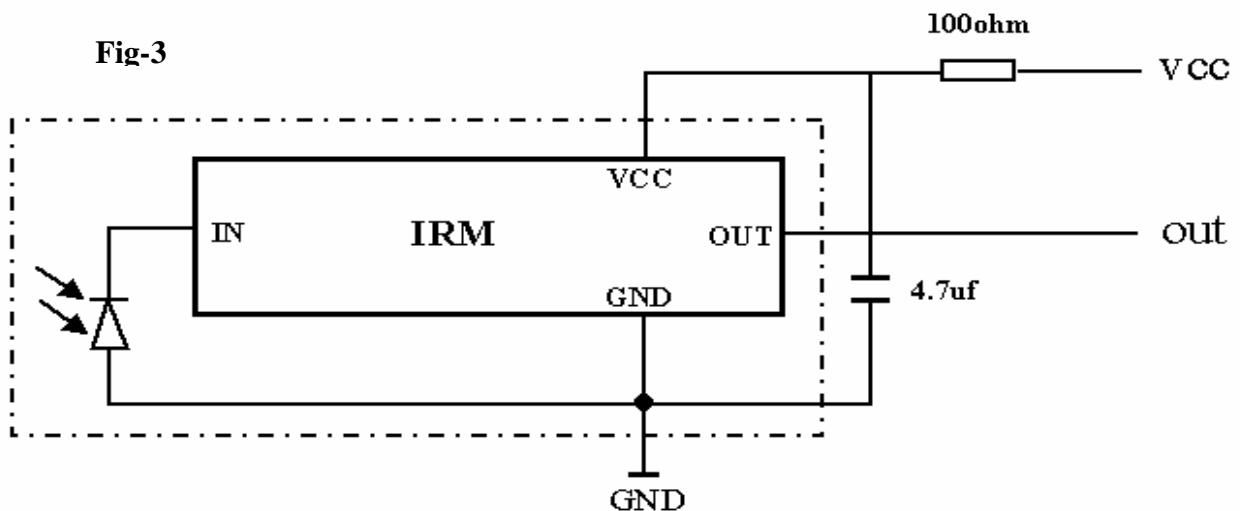 100ohm
Fig-3
VCC
VCC
IN
IRM
OUT
out
GND
4.7uf
GND